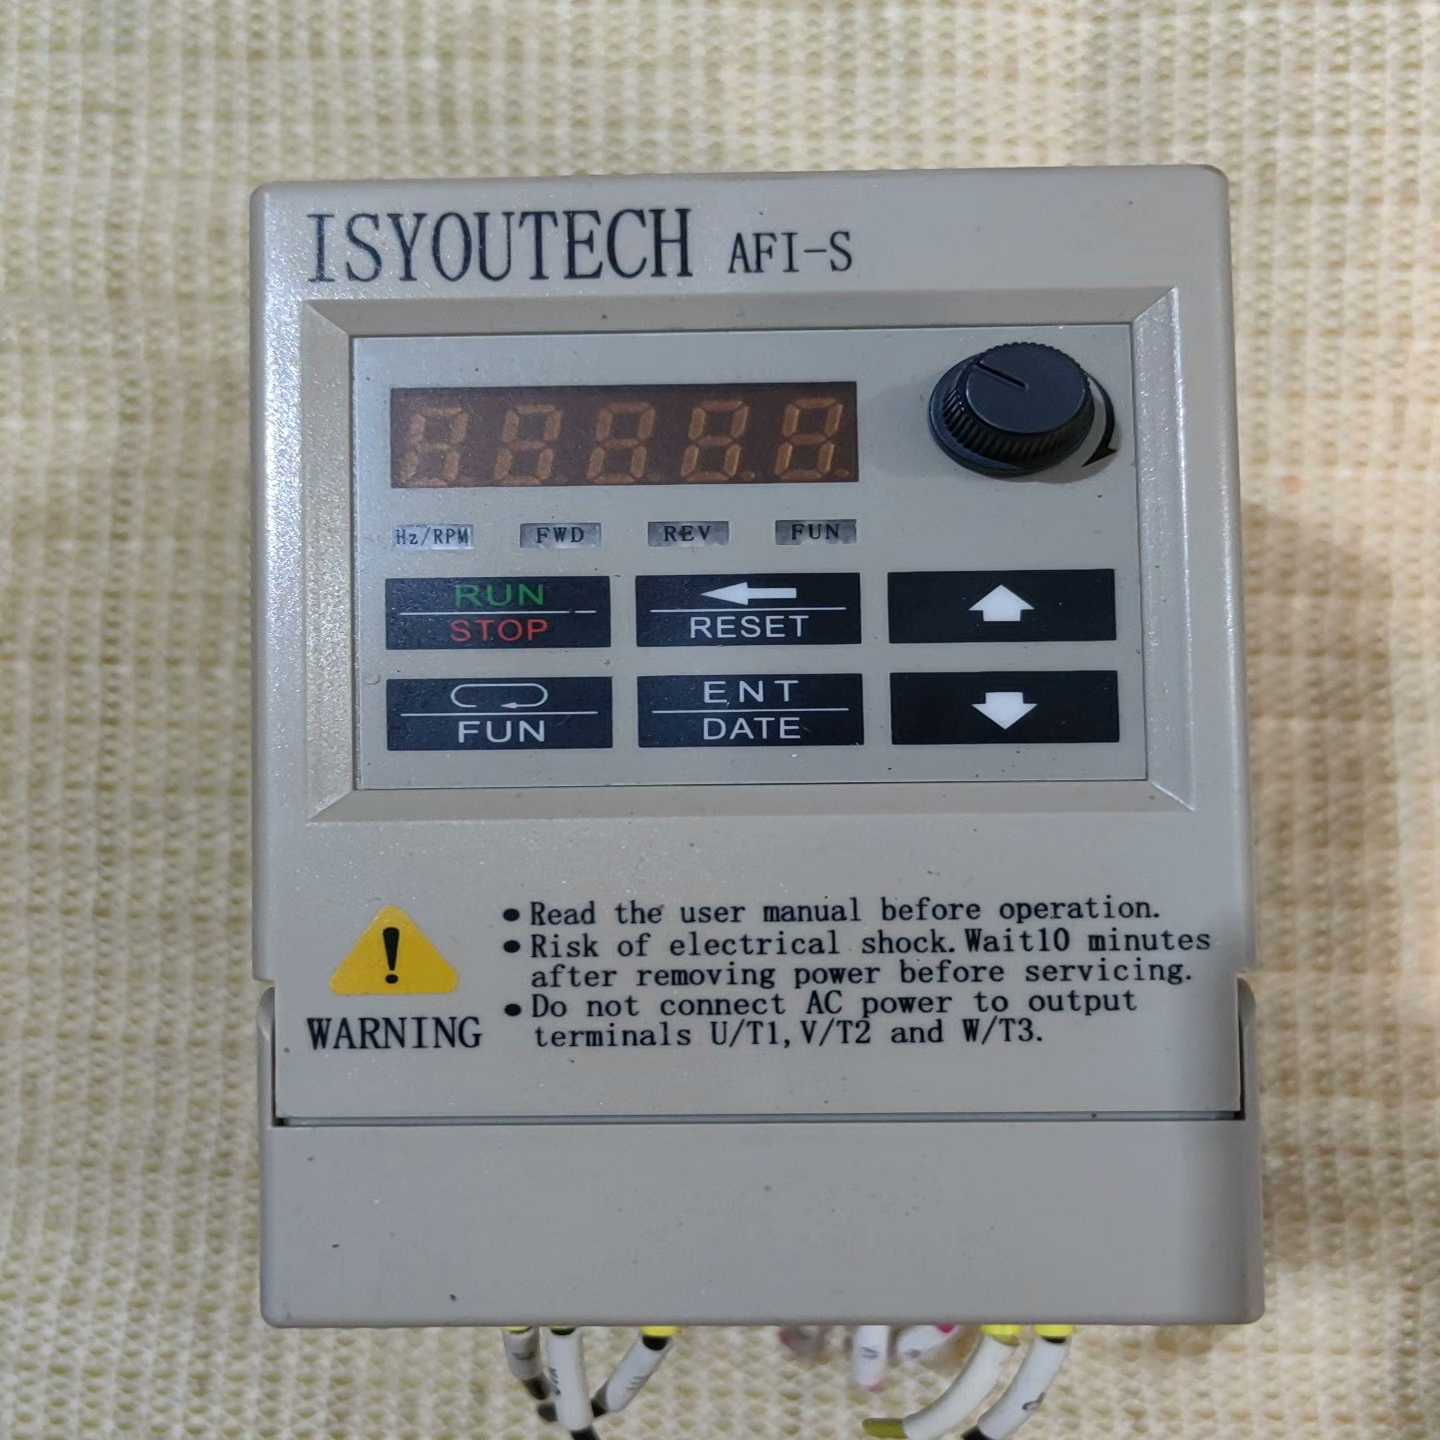 ISYOUTECH AFI-S
Hz/RPM FWD REV FUN
RUN
STOP
RESET
FUN
ENT
DATE
WARNING
• Read the user manual before operation.
• Risk of electrical shock. Wait10 minutes
after removing power before servicing.
• Do not connect AC power to output
terminals U/T1, V/T2 and W/T3.